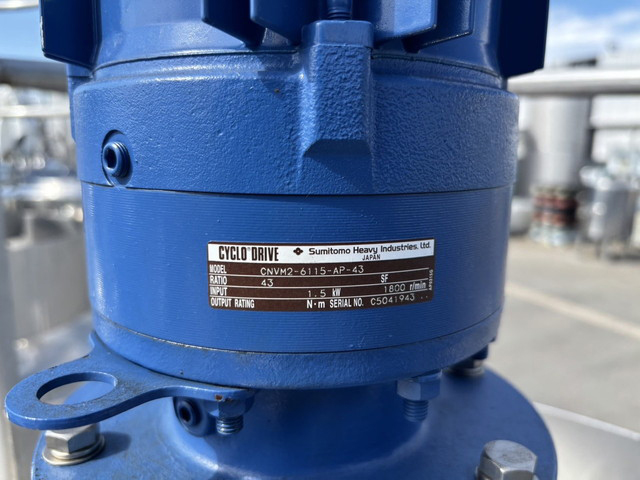 CYCLO DRIVE Sumitomo Heavy Industries, Ltd.
JAPAN
MODEL CNVM2-6115-AP-43
RATIO 43 SF
INPUT 1.5 kW 1800 r/min
OUTPUT RATING N·m SERIAL NO. C5041943